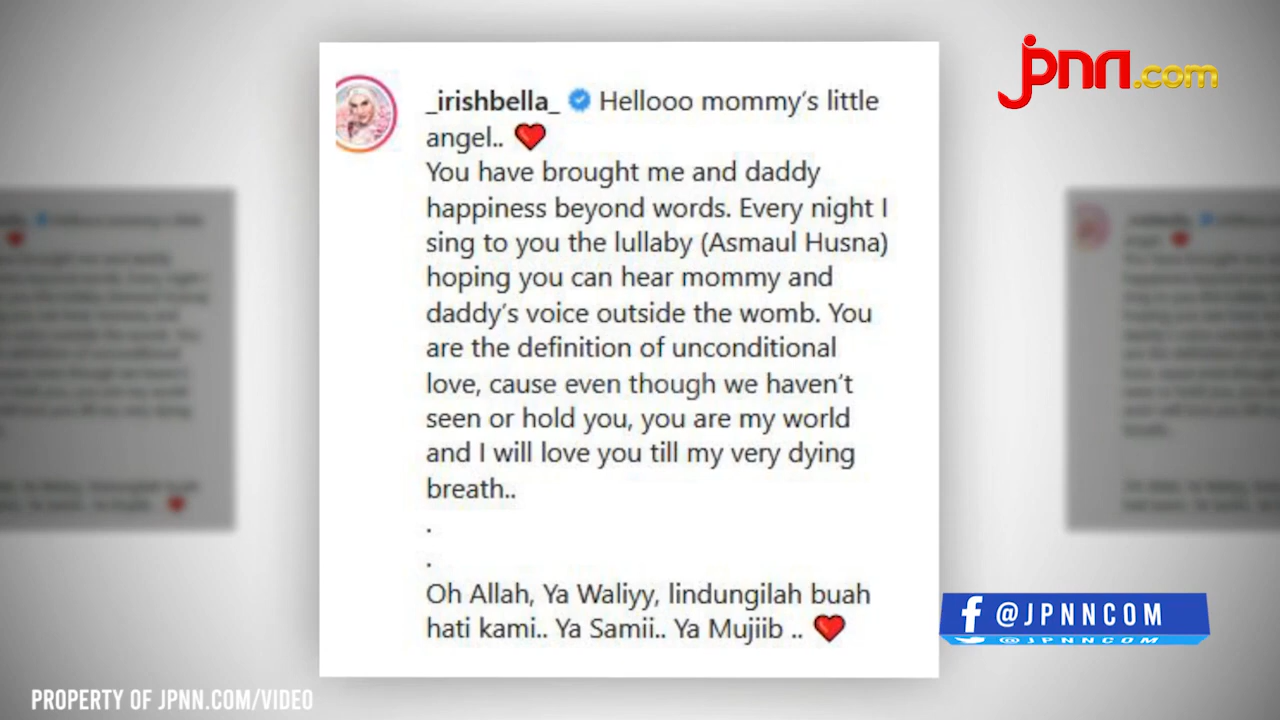 jpnn.com
_irishbella_ Hellooo mommy's little
angel.. ❤️
You have brought me and daddy
happiness beyond words. Every night I
sing to you the lullaby (Asmaul Husna)
hoping you can hear mommy and
daddy's voice outside the womb. You
are the definition of unconditional
love, cause even though we haven't
seen or hold you, you are my world
and I will love you till my very dying
breath..
.
.
Oh Allah, Ya Waliyy, lindungilah buah
hati kami.. Ya Samii.. Ya Mujiib .. ❤️
f @JPNNCOM
PROPERTY OF JPNN.COM/VIDEO